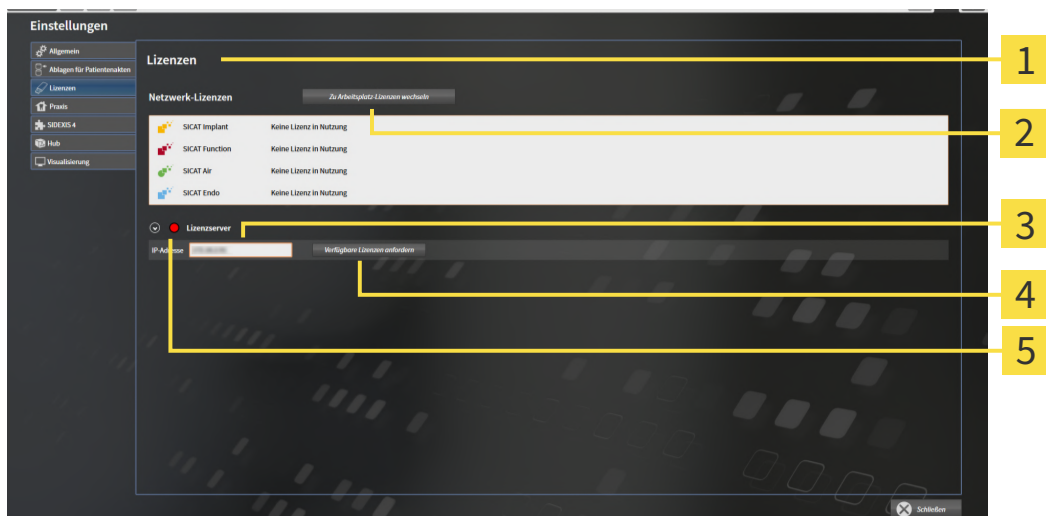 Einstellungen
Allgemein
Ablagen für Patientenakten
Lizenzen
Praxis
SIDEXIS 4
Hub
Visualisierung
Lizenzen
Netzwerk-Lizenzen
Zu Arbeitsplatz-Lizenzen wechseln
SICAT Implant Keine Lizenz in Nutzung
SICAT Function Keine Lizenz in Nutzung
SICAT Air Keine Lizenz in Nutzung
SICAT Endo Keine Lizenz in Nutzung
Lizenzserver
IP-Adresse
Verfügbare Lizenzen anfordern
Schließen
1
2
3
4
5